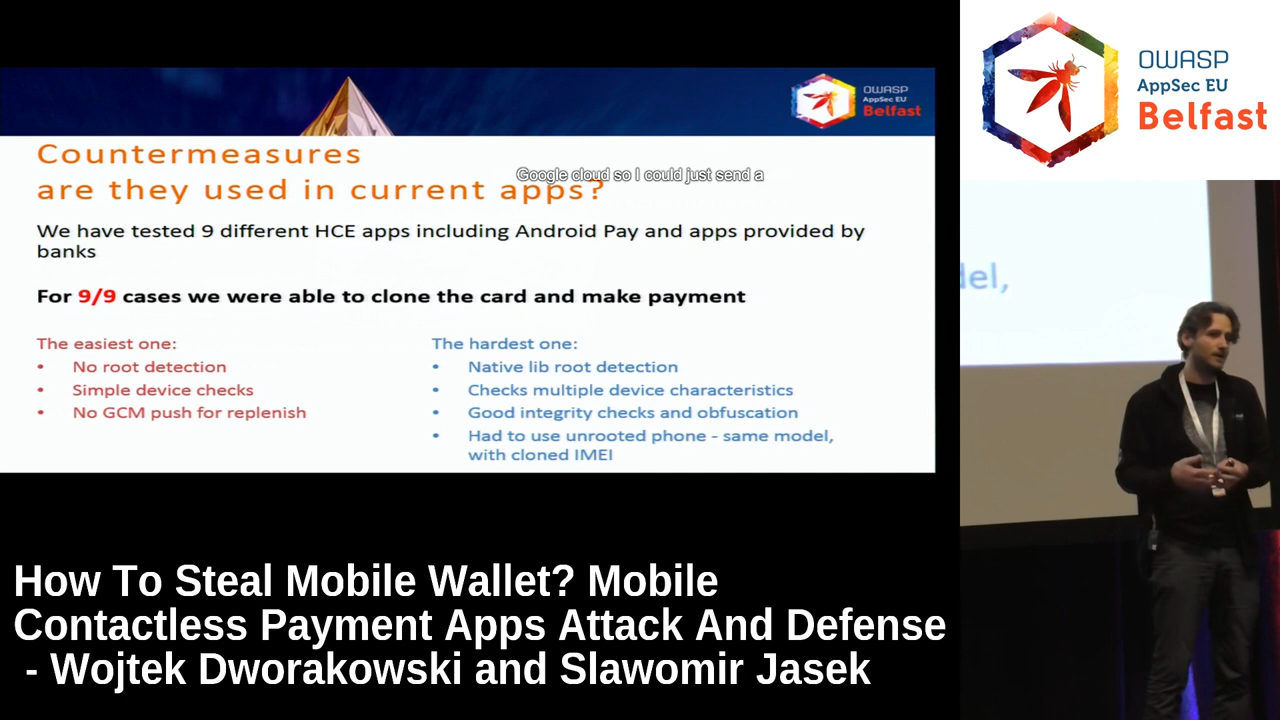 OWASP
AppSec EU
Belfast
OWASP
AppSec EU
Belfast
Countermeasures
are they used in current apps?
Google cloud so I could just send a
We have tested 9 different HCE apps including Android Pay and apps provided by
banks
For 9/9 cases we were able to clone the card and make payment
The easiest one:
• No root detection
• Simple device checks
• No GCM push for replenish
The hardest one:
• Native lib root detection
• Checks multiple device characteristics
• Good integrity checks and obfuscation
• Had to use unrooted phone - same model,
with cloned IMEI
del,
How To Steal Mobile Wallet? Mobile
Contactless Payment Apps Attack And Defense
- Wojtek Dworakowski and Slawomir Jasek